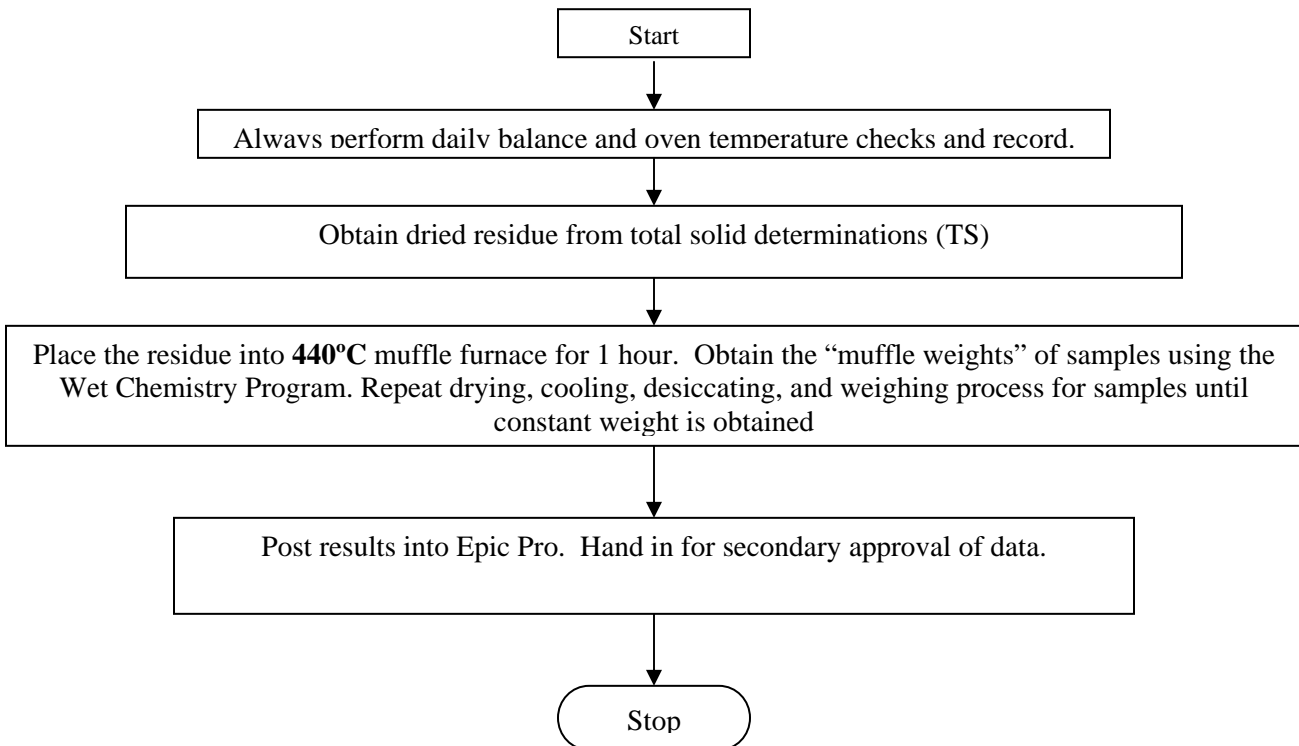 Start
Always perform daily balance and oven temperature checks and record.
Obtain dried residue from total solid determinations (TS)
Place the residue into 440ºC muffle furnace for 1 hour.  Obtain the “muffle weights” of samples using the
Wet Chemistry Program. Repeat drying, cooling, desiccating, and weighing process for samples until
constant weight is obtained
Post results into Epic Pro.  Hand in for secondary approval of data.
Stop